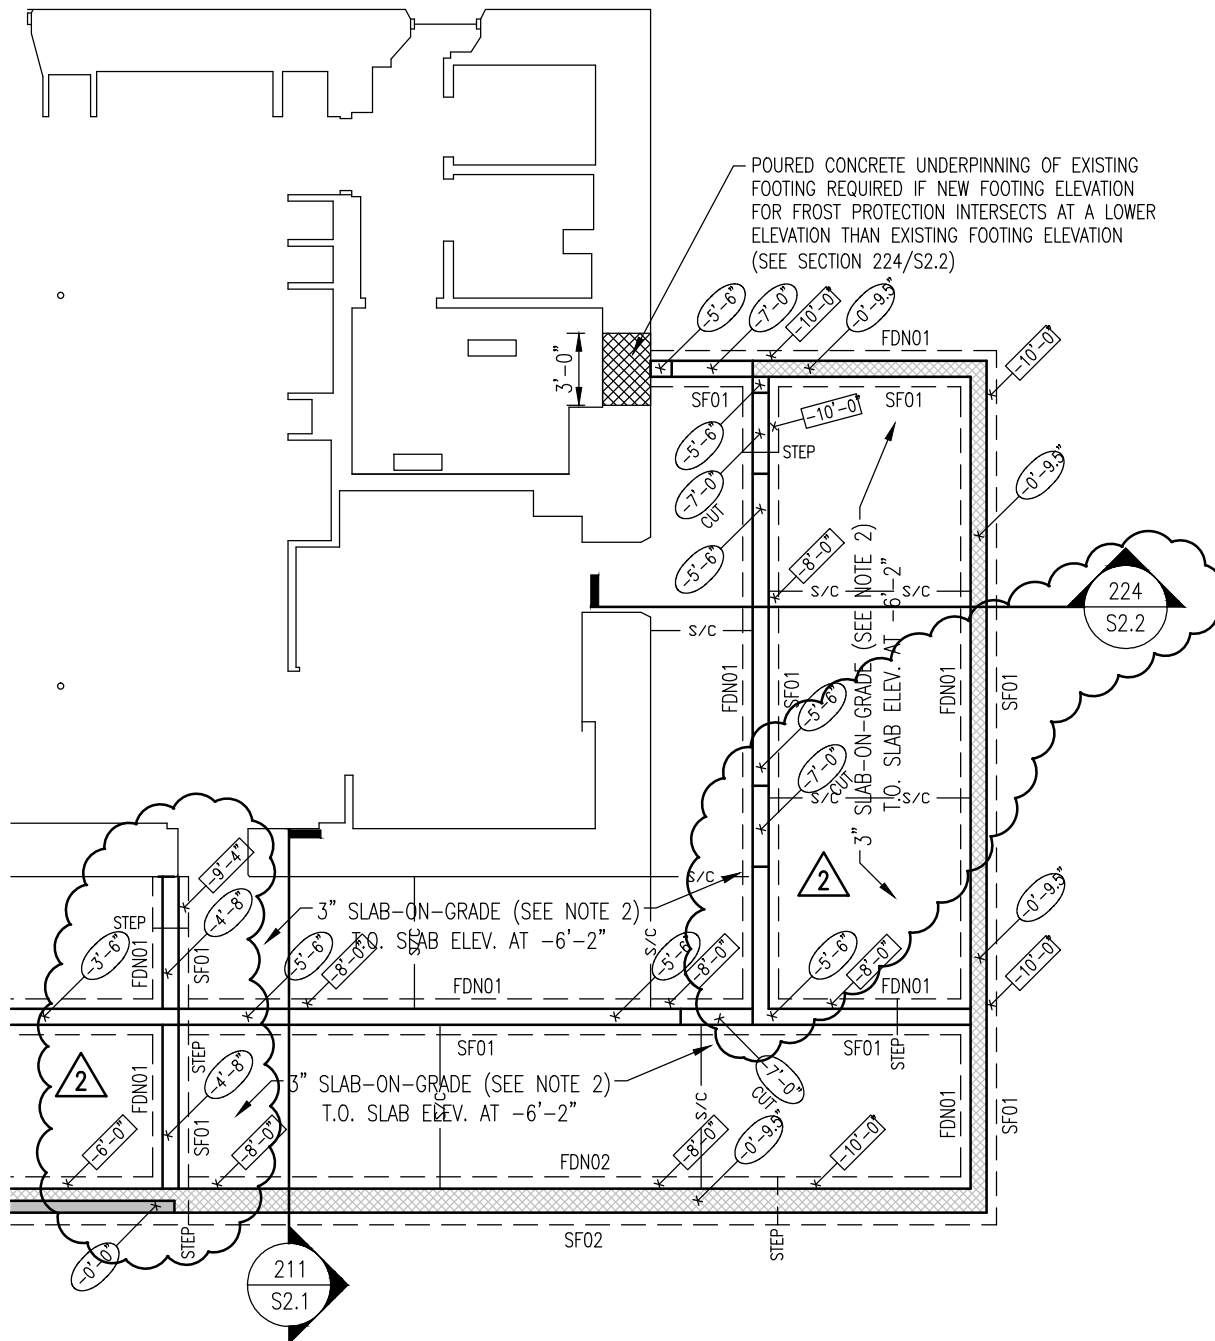 POURED CONCRETE UNDERPINNING OF EXISTING
FOOTING REQUIRED IF NEW FOOTING ELEVATION
FOR FROST PROTECTION INTERSECTS AT A LOWER
ELEVATION THAN EXISTING FOOTING ELEVATION
(SEE SECTION 224/S2.2)
-5'-6"
-7'-0"
-10'-0"
-0'-9.5"
FDN01
-10'-0"
3'-0"
SF01
SF01
-10'-0"
-5'-6"
STEP
-7'-0"
CUT
-0'-9.5"
-5'-6"
-8'-0"
S/C
S/C
224
S2.2
S/C
3" SLAB-ON-GRADE (SEE NOTE 2)
T.O. SLAB ELEV. AT -6'-2"
FDN01
SF01
FDN01
SF01
-5'-6"
-7'-0"
CUT
S/C
S/C
2
-9'-4"
S/C
-4'-8"
3" SLAB-ON-GRADE (SEE NOTE 2)
T.O. SLAB ELEV. AT -6'-2"
STEP
-3'-6"
FDN01
SF01
-5'-6"
-8'-0"
S/C
S/C
-5'-6"
-8'-0"
-5'-6"
-8'-0"
-0'-9.5"
-10'-0"
FDN01
FDN01
SF01
SF01
STEP
STEP
2
FDN01
-4'-8"
3" SLAB-ON-GRADE (SEE NOTE 2)
T.O. SLAB ELEV. AT -6'-2"
-7'-0"
CUT
S/C
S/C
FDN01
SF01
-6'-0"
SF01
-8'-0"
-8'-0"
-0'-9.5"
-10'-0"
FDN02
-0'-0"
STEP
SF02
STEP
211
S2.1